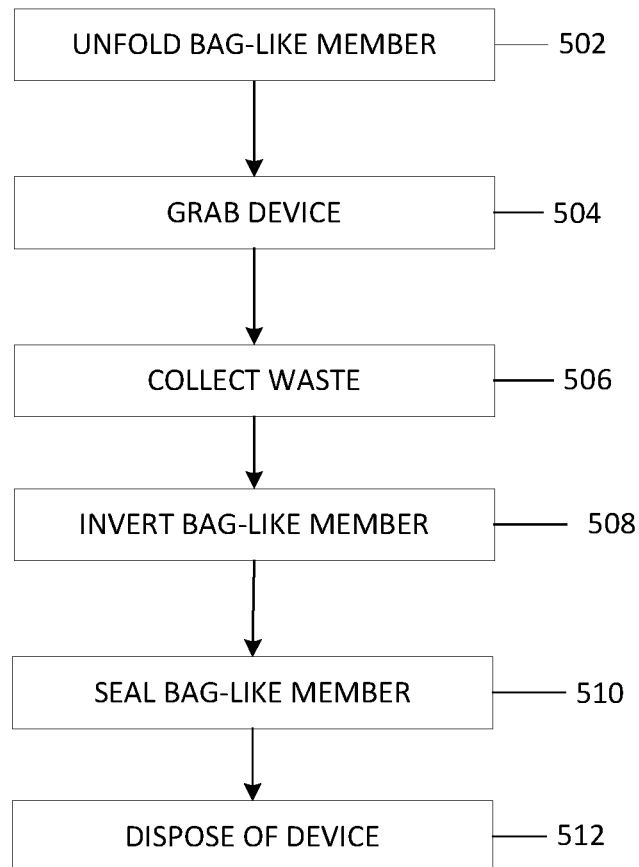 UNFOLD BAG-LIKE MEMBER 502
GRAB DEVICE 504
COLLECT WASTE 506
INVERT BAG-LIKE MEMBER 508
SEAL BAG-LIKE MEMBER 510
DISPOSE OF DEVICE 512